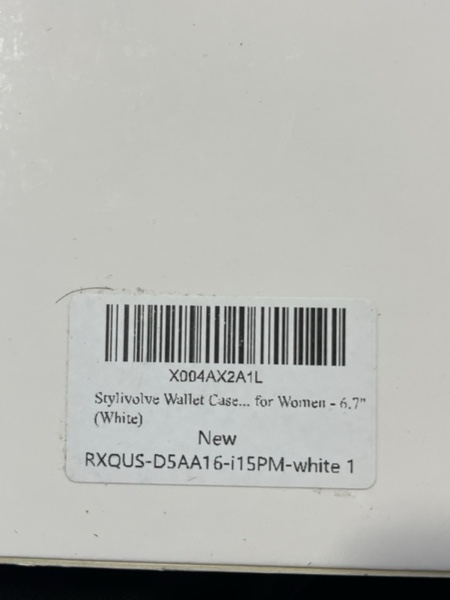 X004AX2A1L
Stylivolve Wallet Case... for Women - 6.7"
(White)
New
RXQUS-D5AA16-i15PM-white 1